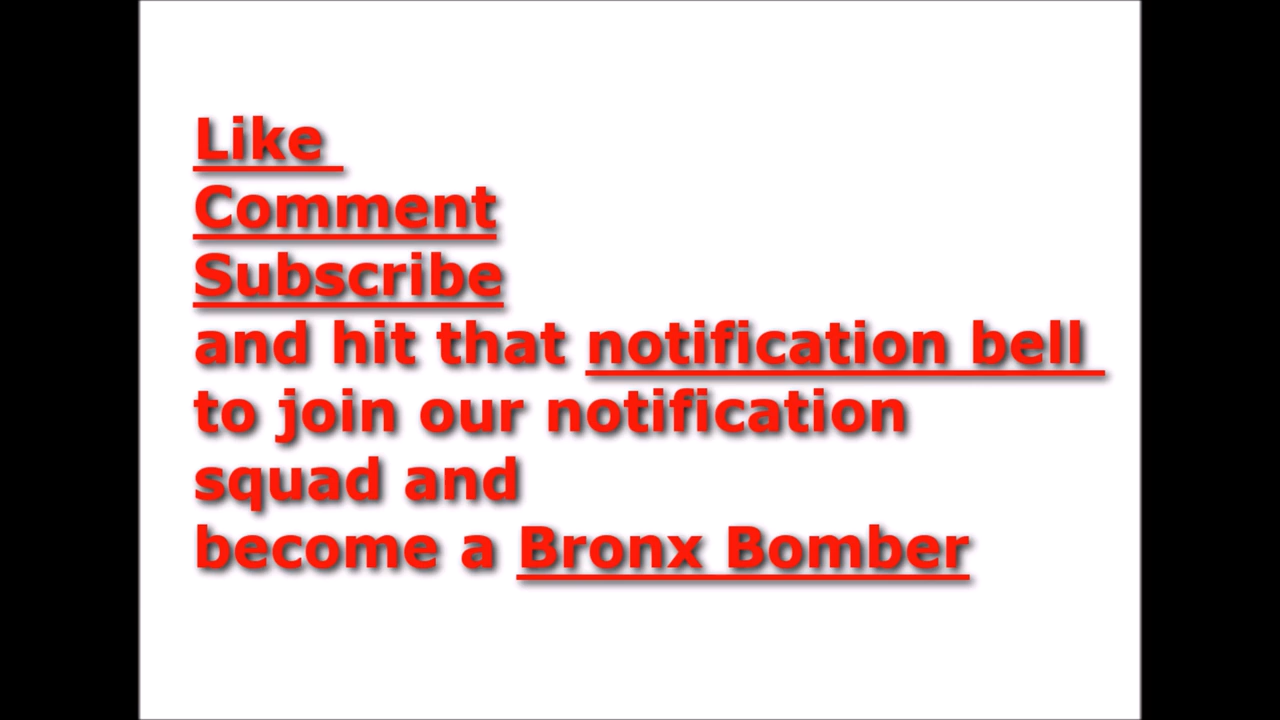 Like
Comment
Subscribe
and hit that notification bell
to join our notification
squad and
become a Bronx Bomber